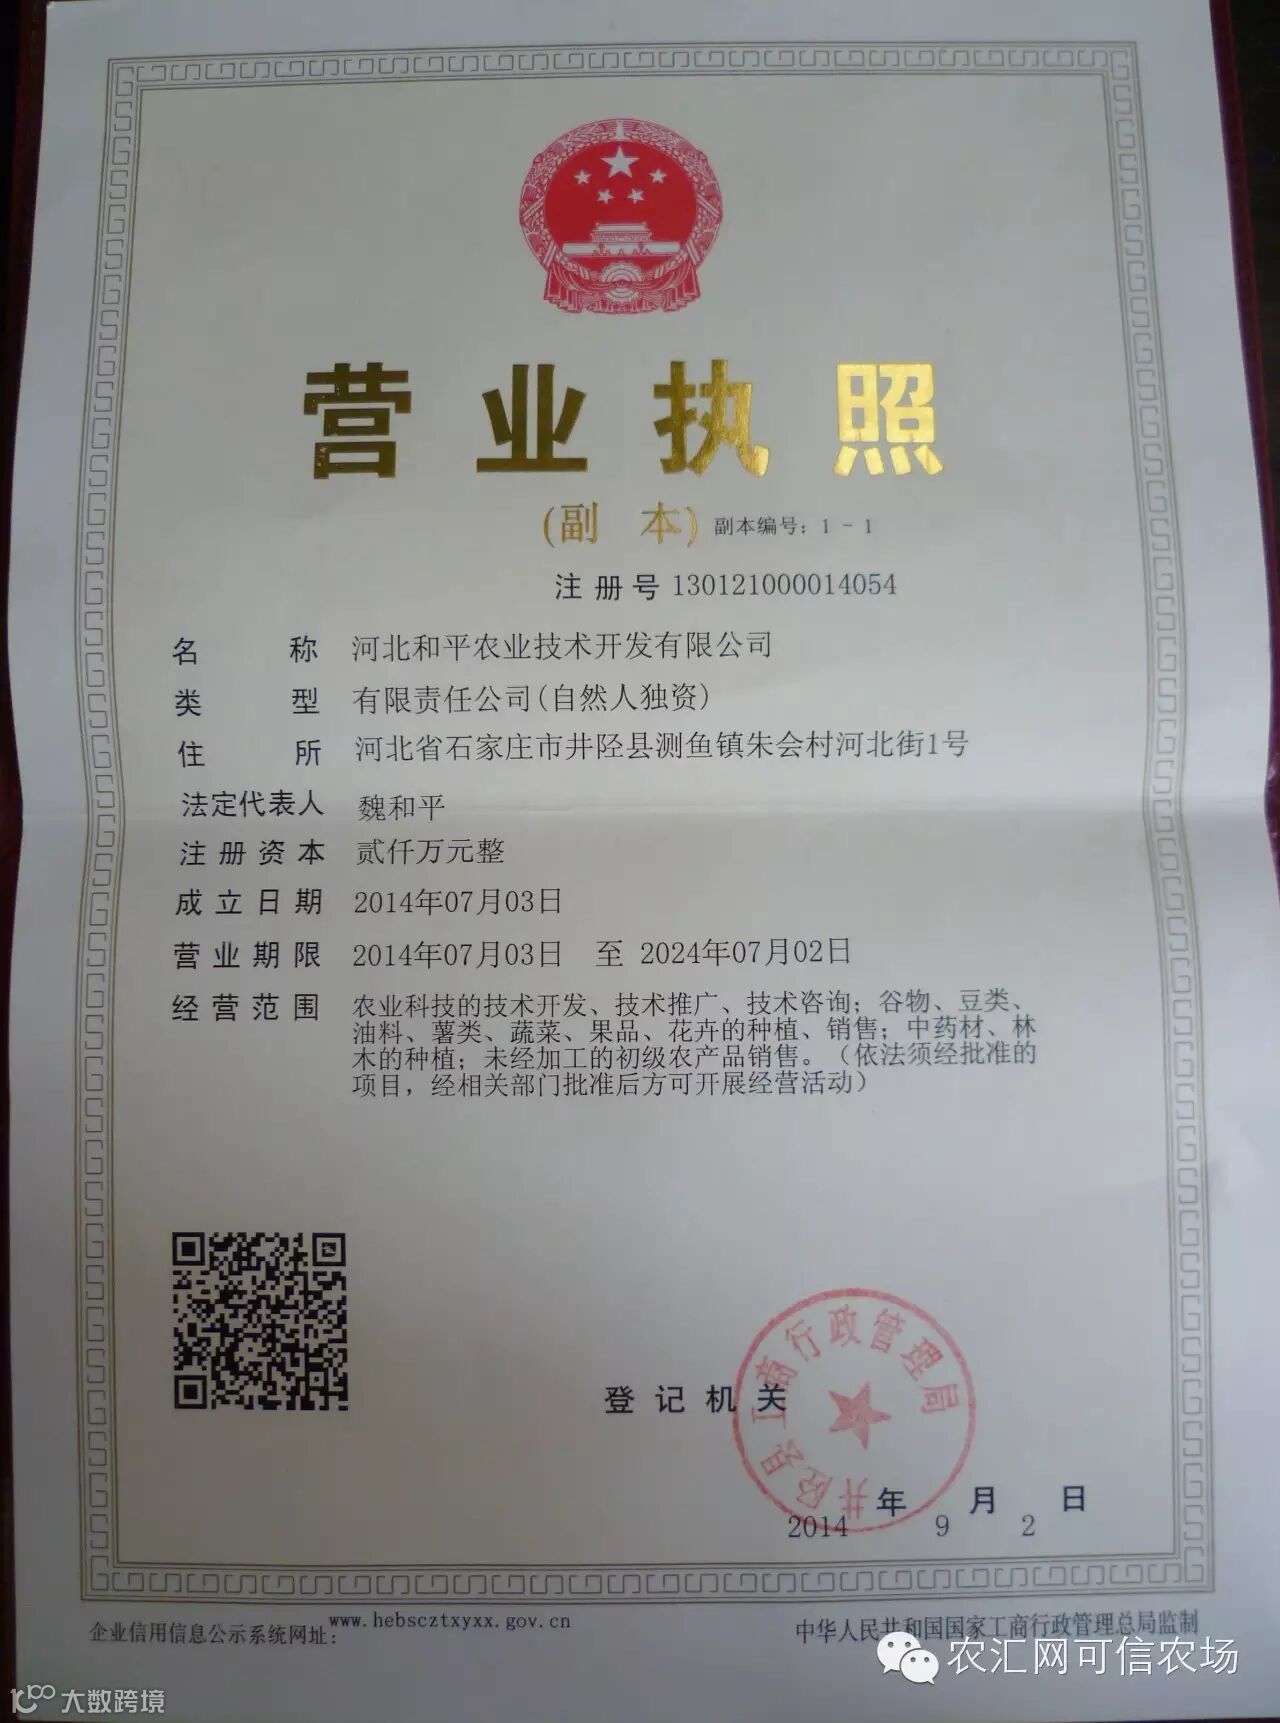 营业执照
(副 本) 副本编号：1 - 1
注册号 130121000014054
名 称 河北和平农业技术开发有限公司
类 型 有限责任公司(自然人独资)
住 所 河北省石家庄市井陉县测鱼镇朱会村河北街1号
法定代表人 魏和平
注册资本 贰仟万元整
成立日期 2014年07月03日
营业期限 2014年07月03日 至 2024年07月02日
经营范围 农业科技的技术开发、技术推广、技术咨询；谷物、豆类、
油料、薯类、蔬菜、果品、花卉的种植、销售；中药材、林
木的种植；未经加工的初级农产品销售。（依法须经批准的
项目，经相关部门批准后方可开展经营活动）
井陉县工商行政管理局
登记机关
2014年9月2日
企业信用信息公示系统网址：www.hebscztxyxx.gov.cn
中华人民共和国国家工商行政管理总局监制
农汇网可信农场
大数跨境